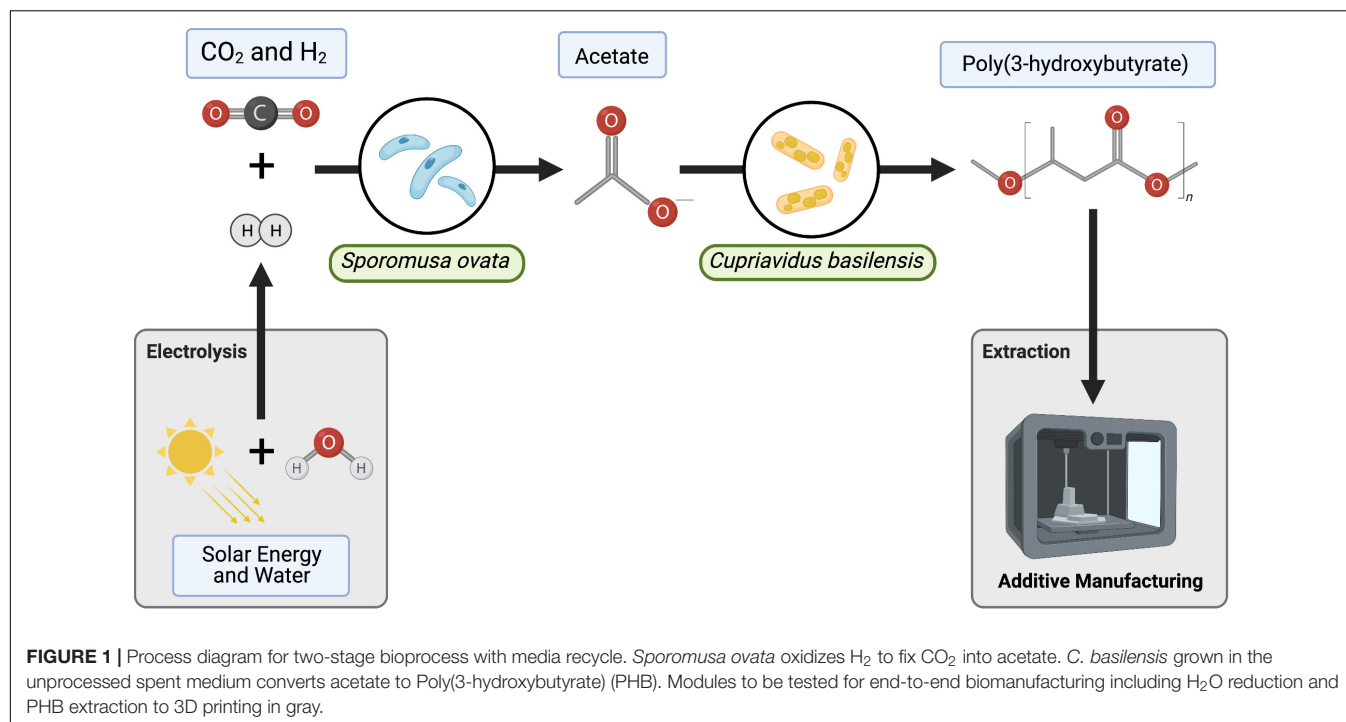 CO₂ and H₂
Acetate
Poly(3-hydroxybutyrate)
O C O
+
H H
O
O
O
O
O
n
Sporomusa ovata
Cupriavidus basilensis
Electrolysis
+
O
H H
Solar Energy
and Water
Extraction
Additive Manufacturing
FIGURE 1 | Process diagram for two-stage bioprocess with media recycle. Sporomusa ovata oxidizes H₂ to fix CO₂ into acetate. C. basilensis grown in the
unprocessed spent medium converts acetate to Poly(3-hydroxybutyrate) (PHB). Modules to be tested for end-to-end biomanufacturing including H₂O reduction and
PHB extraction to 3D printing in gray.